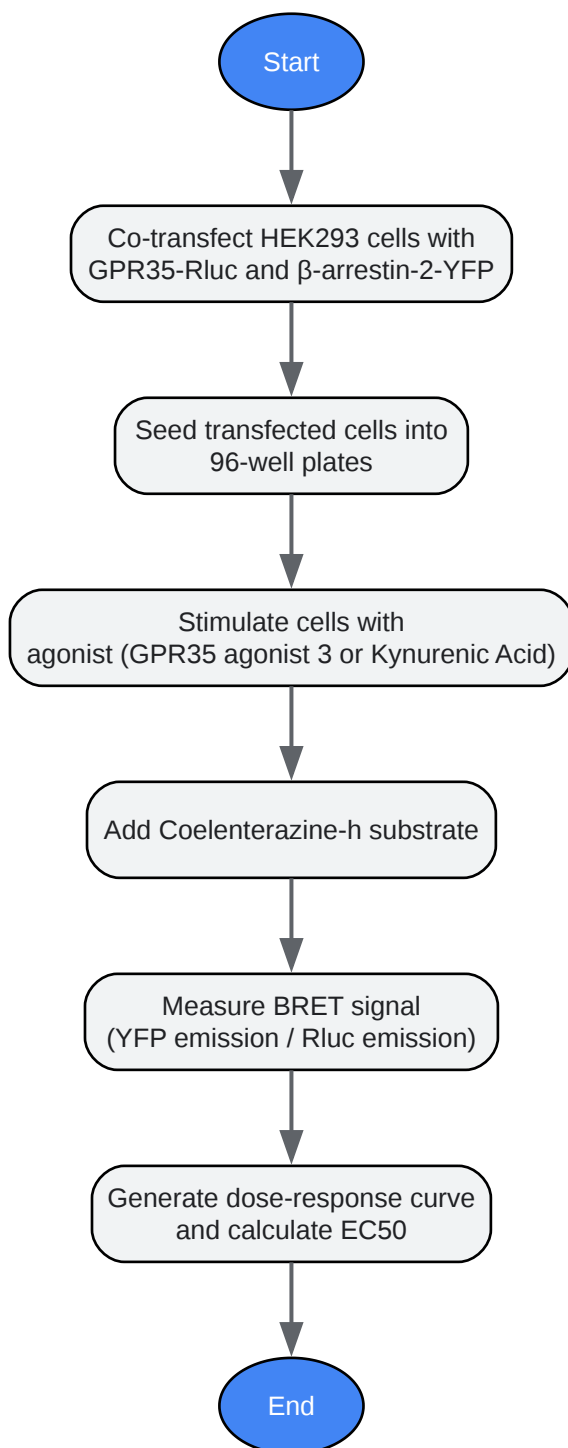 Start
Co-transfect HEK293 cells with
GPR35-Rluc and β-arrestin-2-YFP
Seed transfected cells into
96-well plates
Stimulate cells with
agonist (GPR35 agonist 3 or Kynurenic Acid)
Add Coelenterazine-h substrate
Measure BRET signal
(YFP emission / Rluc emission)
Generate dose-response curve
and calculate EC50
End